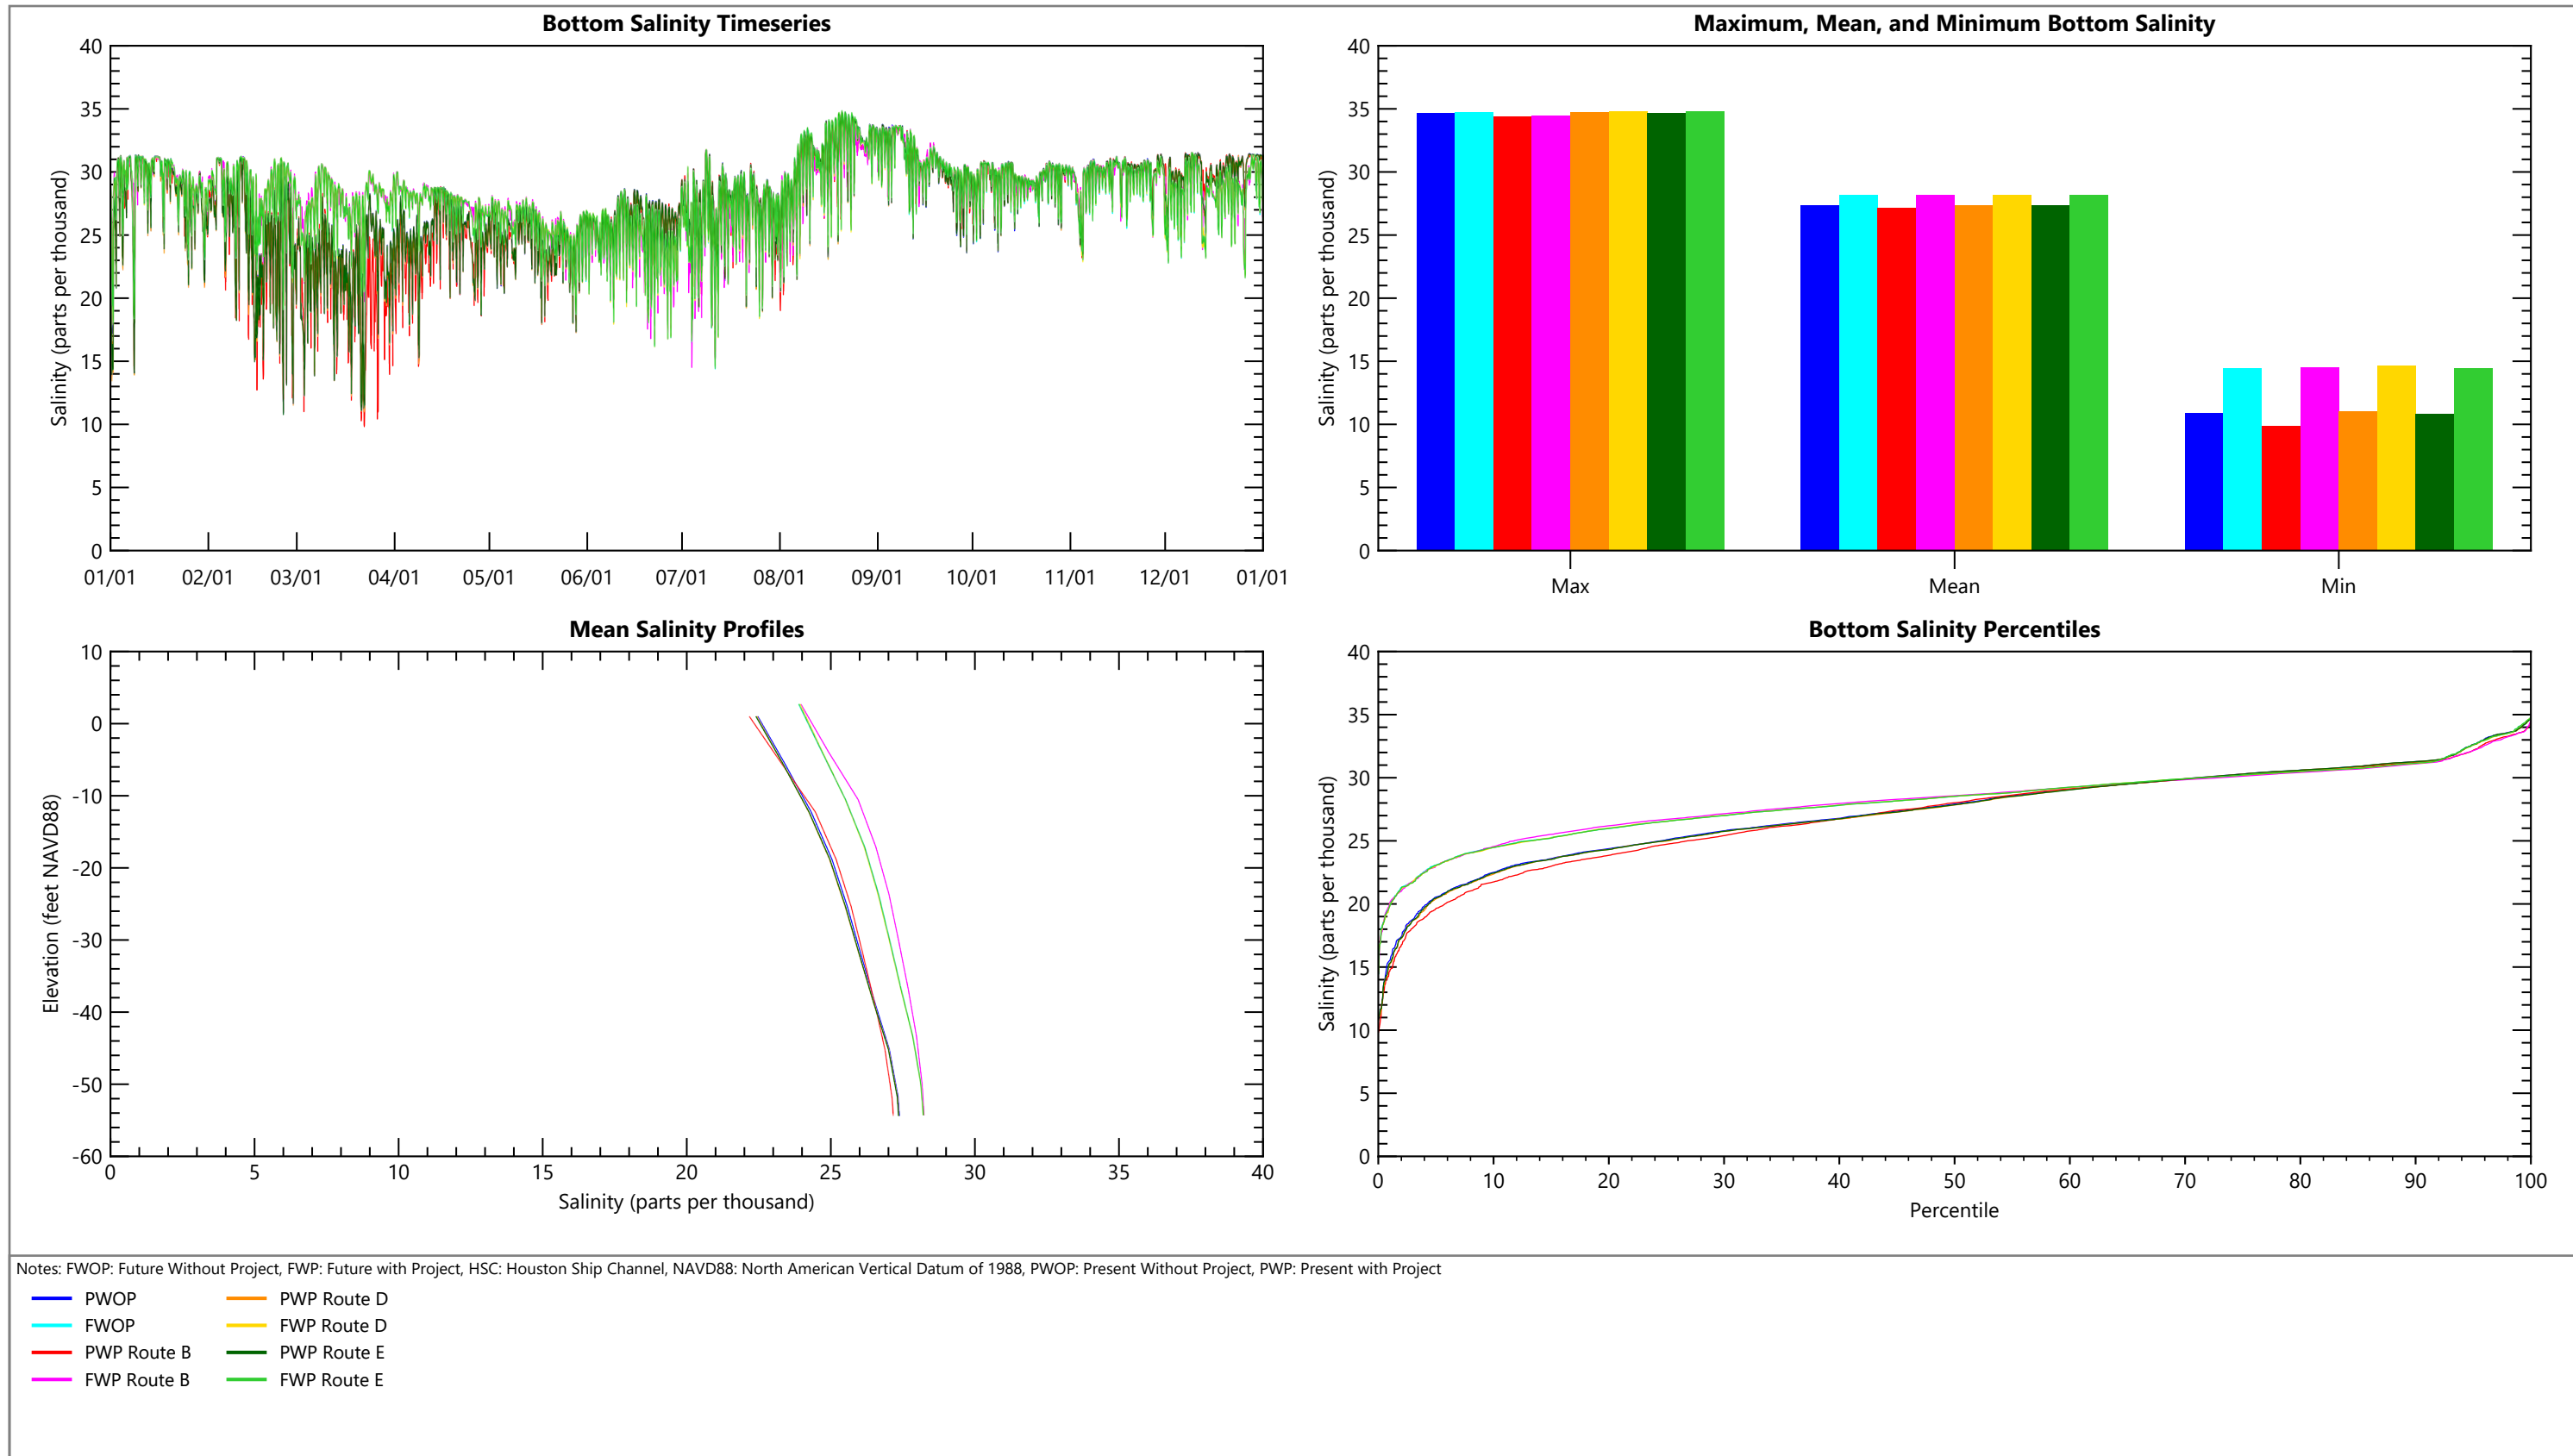 Bottom Salinity Timeseries
Salinity (parts per thousand)
40
35
30
25
20
15
10
5
0
01/01 02/01 03/01 04/01 05/01 06/01 07/01 08/01 09/01 10/01 11/01 12/01 01/01
Maximum, Mean, and Minimum Bottom Salinity
Salinity (parts per thousand)
40
35
30
25
20
15
10
5
0
Max Mean Min
Mean Salinity Profiles
Elevation (feet NAVD88)
10
0
-10
-20
-30
-40
-50
-60
0 5 10 15 20 25 30 35 40
Salinity (parts per thousand)
Bottom Salinity Percentiles
Salinity (parts per thousand)
40
35
30
25
20
15
10
5
0
0 10 20 30 40 50 60 70 80 90 100
Percentile
Notes: FWOP: Future Without Project, FWP: Future with Project, HSC: Houston Ship Channel, NAVD88: North American Vertical Datum of 1988, PWOP: Present Without Project, PWP: Present with Project
PWOP
FWOP
PWP Route B
FWP Route B
PWP Route D
FWP Route D
PWP Route E
FWP Route E